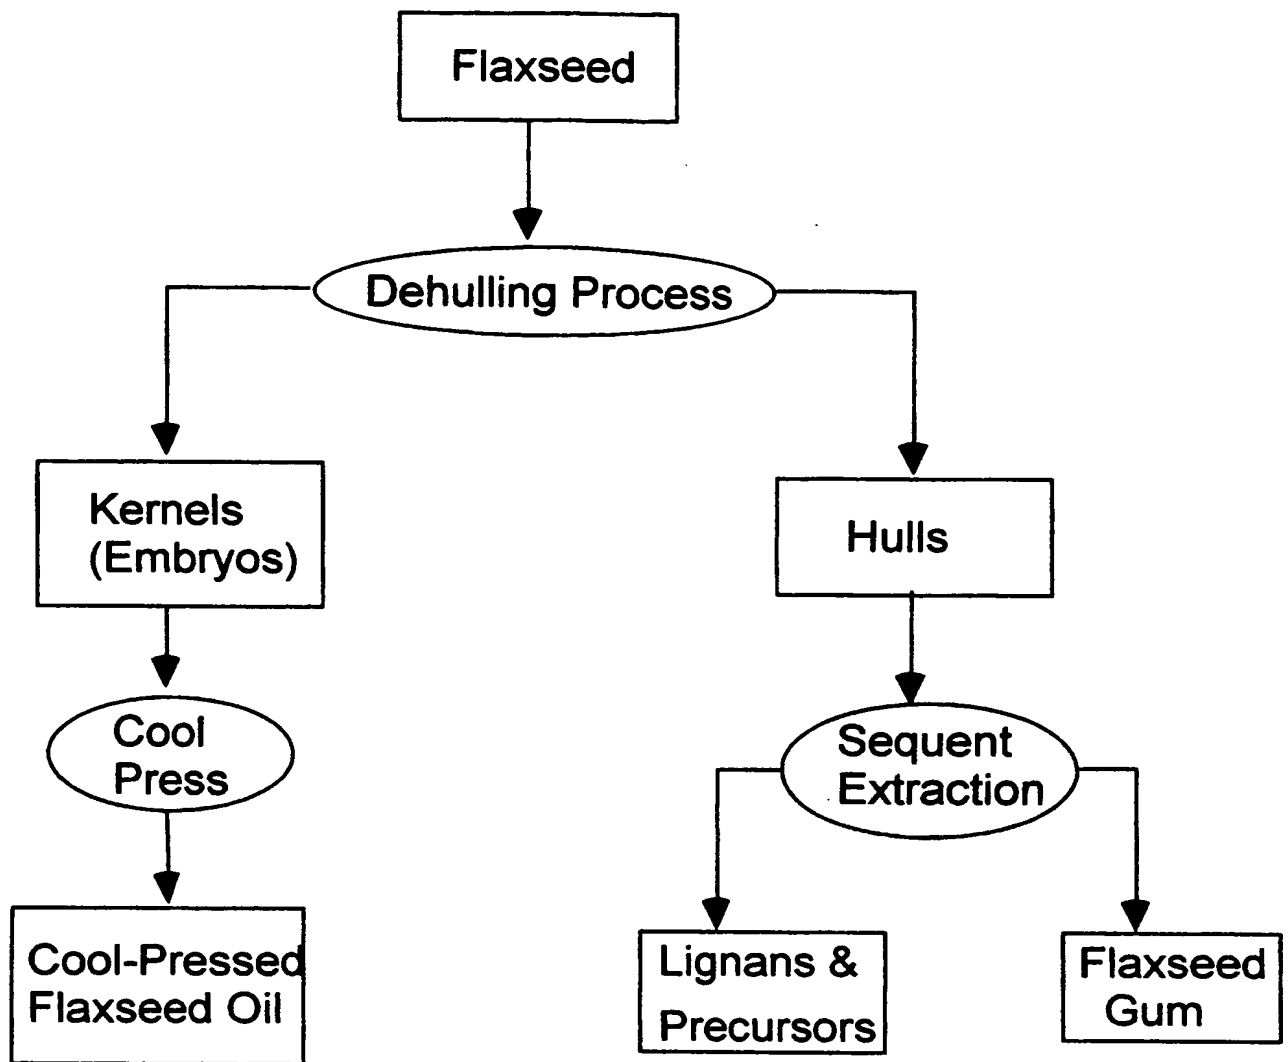 Flaxseed
Dehulling Process
Kernels
(Embryos)
Hulls
Cool
Press
Sequent
Extraction
Cool-Pressed
Flaxseed Oil
Lignans &
Precursors
Flaxseed
Gum